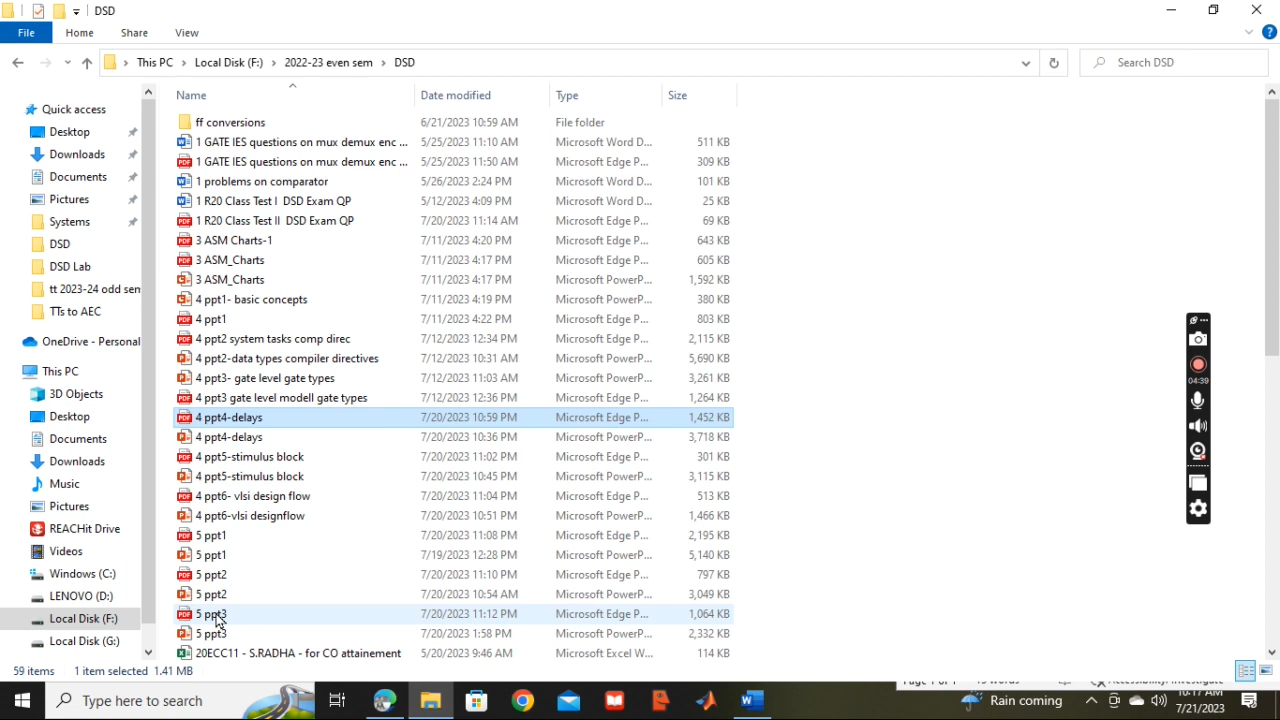 DSD
File Home Share View
This PC Local Disk (F:) 2022-23 even sem DSD Search DSD
Name Date modified Type Size
Quick access
Desktop
Downloads
Documents
Pictures
Systems
DSD
DSD Lab
tt 2023-24 odd sem
TTs to AEC
OneDrive - Personal
This PC
3D Objects
Desktop
Documents
Downloads
Music
Pictures
REACHit Drive
Videos
Windows (C:)
LENOVO (D:)
Local Disk (F:)
Local Disk (G:)
ff conversions 6/21/2023 10:59 AM File folder
1 GATE IES questions on mux demux enc ... 5/25/2023 11:10 AM Microsoft Word D... 511 KB
1 GATE IES questions on mux demux enc ... 5/25/2023 11:50 AM Microsoft Edge P... 309 KB
1 problems on comparator 5/26/2023 2:24 PM Microsoft Word D... 101 KB
1 R20 Class Test I DSD Exam QP 5/12/2023 4:09 PM Microsoft Word D... 25 KB
1 R20 Class Test II DSD Exam QP 7/20/2023 11:14 AM Microsoft Edge P... 69 KB
3 ASM Charts-1 7/11/2023 4:20 PM Microsoft Edge P... 643 KB
3 ASM_Charts 7/11/2023 4:17 PM Microsoft Edge P... 605 KB
3 ASM_Charts 7/11/2023 4:17 PM Microsoft PowerP... 1,592 KB
4 ppt1- basic concepts 7/11/2023 4:19 PM Microsoft PowerP... 380 KB
4 ppt1 7/11/2023 4:22 PM Microsoft Edge P... 803 KB
4 ppt2 system tasks comp direc 7/12/2023 12:34 PM Microsoft Edge P... 2,115 KB
4 ppt2-data types compiler directives 7/12/2023 10:31 AM Microsoft PowerP... 5,690 KB
4 ppt3- gate level gate types 7/12/2023 11:03 AM Microsoft PowerP... 3,261 KB
4 ppt3 gate level modell gate types 7/12/2023 12:36 PM Microsoft Edge P... 1,264 KB
4 ppt4-delays 7/20/2023 10:59 PM Microsoft Edge P... 1,452 KB
4 ppt4-delays 7/20/2023 10:36 PM Microsoft PowerP... 3,718 KB
4 ppt5-stimulus block 7/20/2023 11:02 PM Microsoft Edge P... 301 KB
4 ppt5-stimulus block 7/20/2023 10:45 PM Microsoft PowerP... 3,115 KB
4 ppt6- vlsi design flow 7/20/2023 11:04 PM Microsoft Edge P... 513 KB
4 ppt6-vlsi designflow 7/20/2023 10:51 PM Microsoft PowerP... 1,466 KB
5 ppt1 7/20/2023 11:08 PM Microsoft Edge P... 2,195 KB
5 ppt1 7/19/2023 12:28 PM Microsoft PowerP... 5,140 KB
5 ppt2 7/20/2023 11:10 PM Microsoft Edge P... 797 KB
5 ppt2 7/20/2023 10:54 AM Microsoft PowerP... 3,049 KB
5 ppt3 7/20/2023 11:12 PM Microsoft Edge P... 1,064 KB
5 ppt3 7/20/2023 1:58 PM Microsoft PowerP... 2,332 KB
20ECC11 - S.RADHA - for CO attainement 5/20/2023 9:46 AM Microsoft Excel W... 114 KB
04:39
59 items 1 item selected 1.41 MB
Type here to search
Rain coming
10:17 AM
7/21/2023